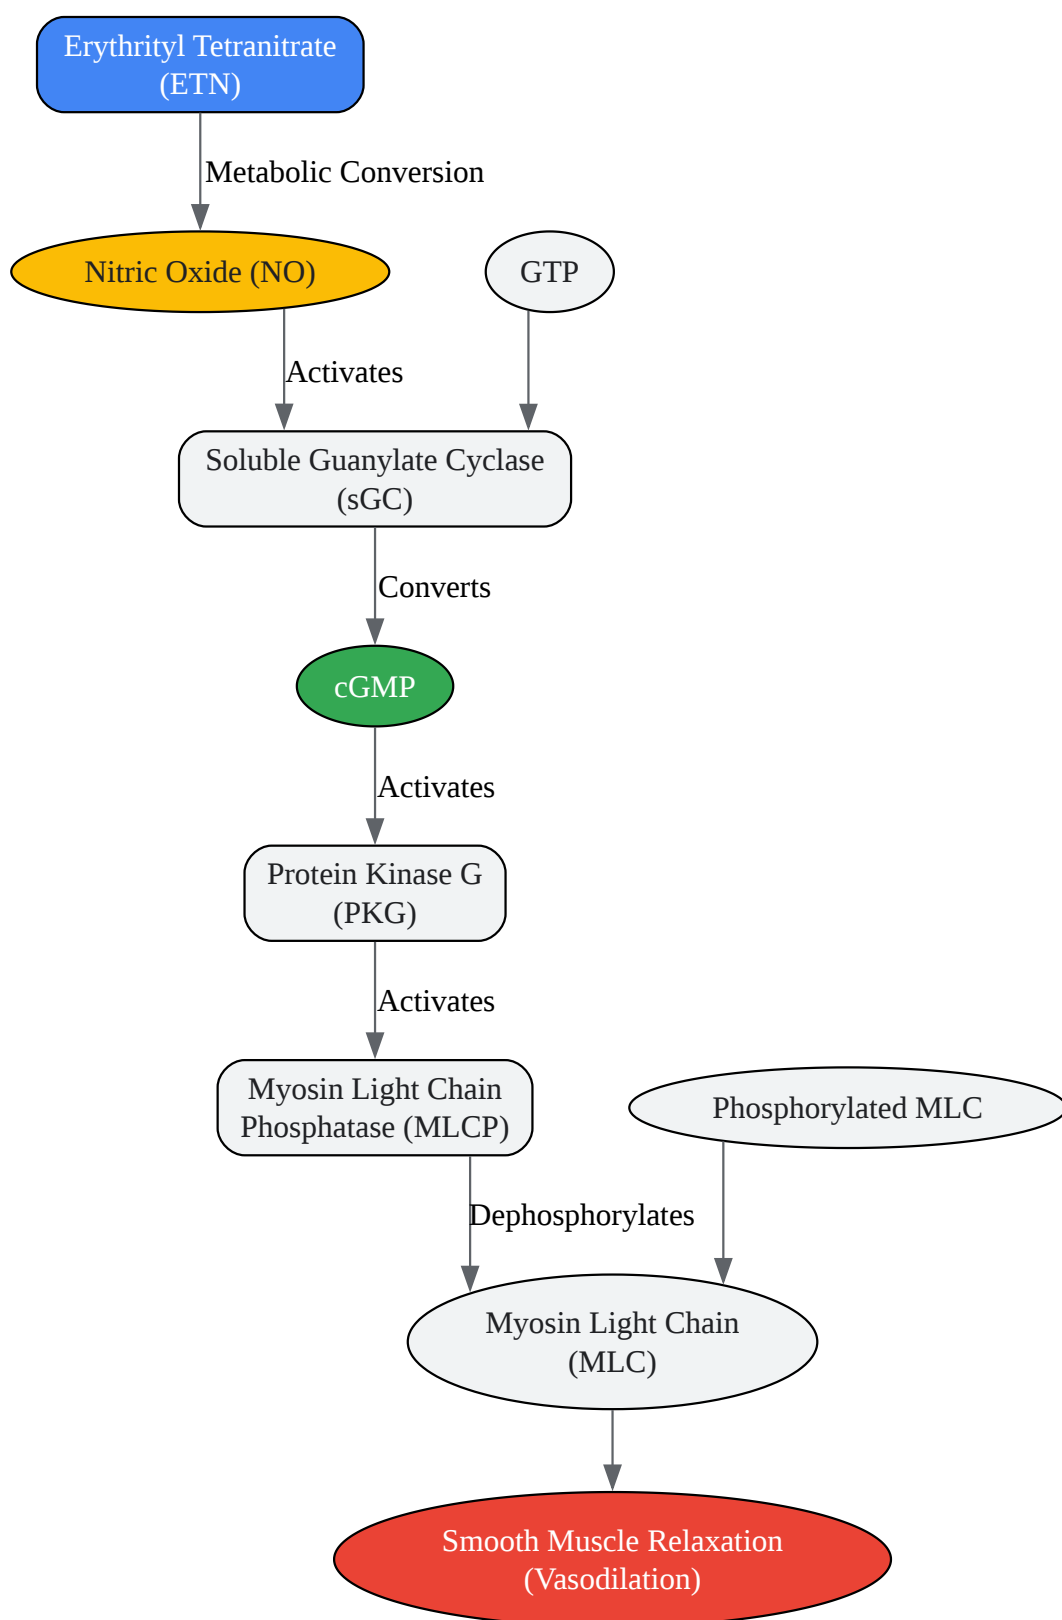 Erythrityl Tetranitrate
(ETN)
Metabolic Conversion
Nitric Oxide (NO)
GTP
Activates
Soluble Guanylate Cyclase
(sGC)
Converts
cGMP
Activates
Protein Kinase G
(PKG)
Activates
Myosin Light Chain
Phosphatase (MLCP)
Phosphorylated MLC
Dephosphorylates
Myosin Light Chain
(MLC)
Smooth Muscle Relaxation
(Vasodilation)